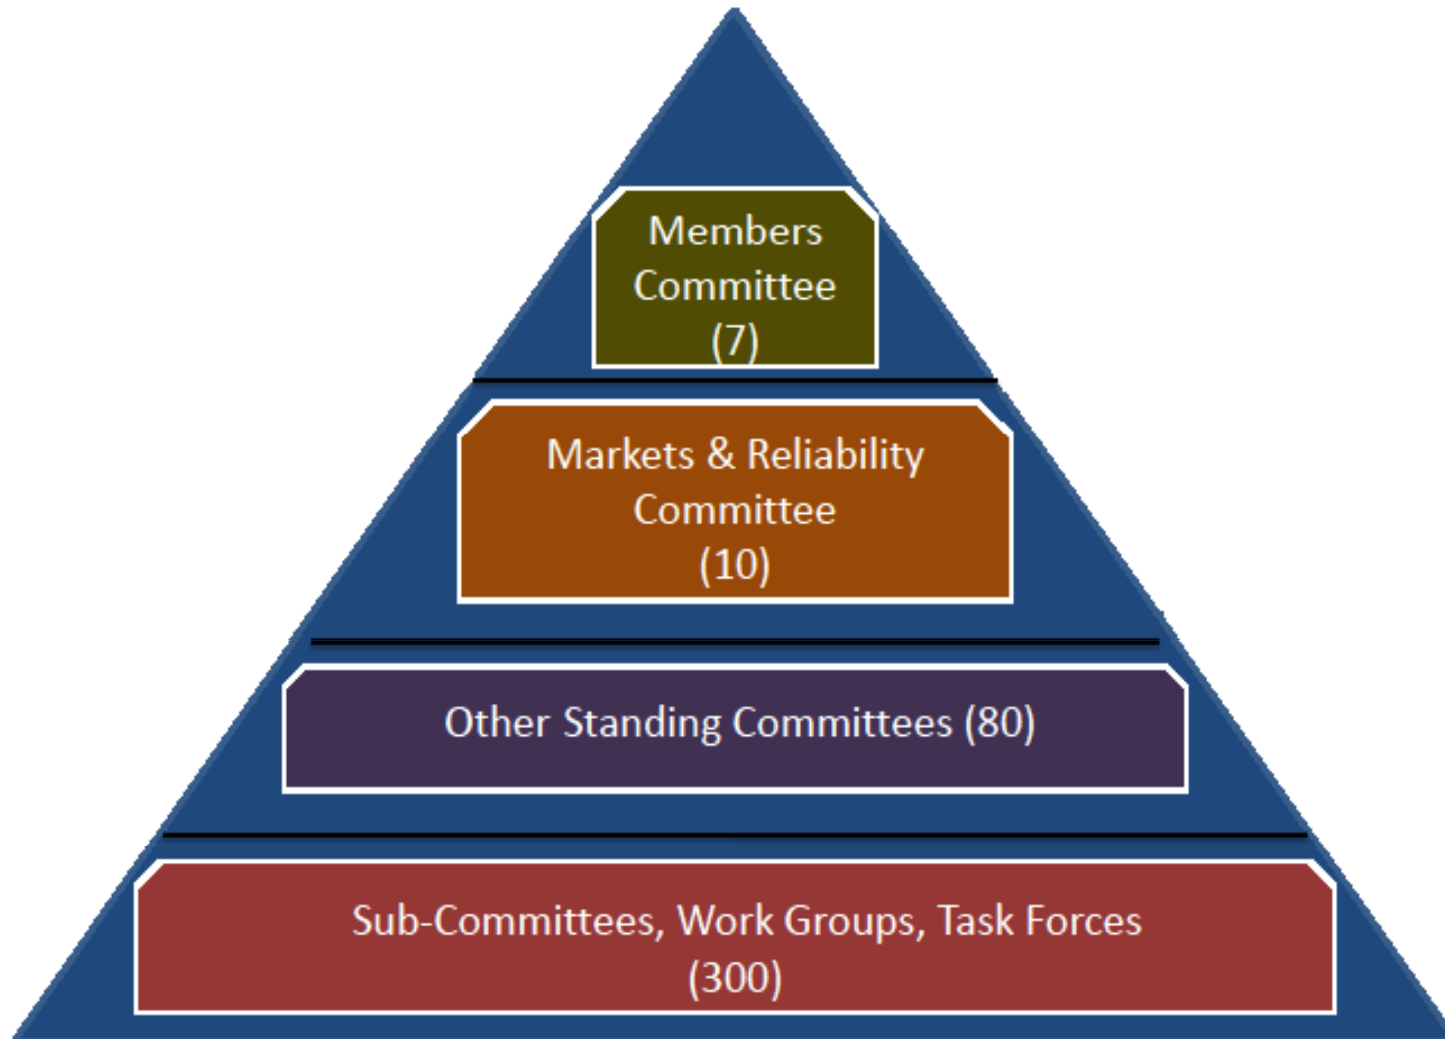 Members
Committee
(7)
Markets & Reliability
Committee
(10)
Other Standing Committees (80)
Sub-Committees, Work Groups, Task Forces
(300)